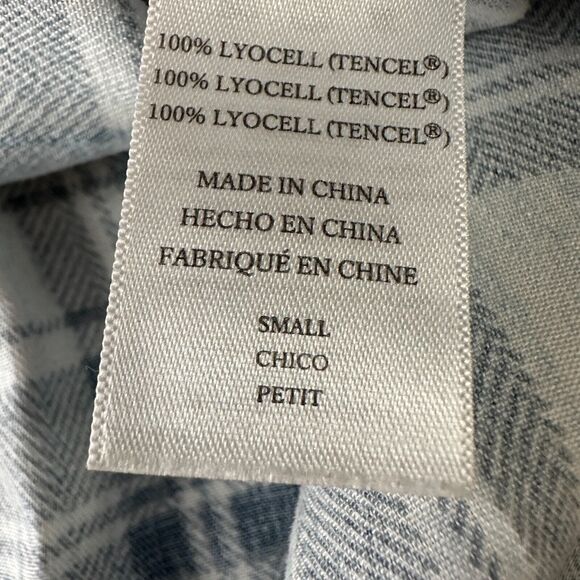 100% LYOCELL (TENCEL®)
100% LYOCELL (TENCEL®)
100% LYOCELL (TENCEL®)
MADE IN CHINA
HECHO EN CHINA
FABRIQUÉ EN CHINE
SMALL
CHICO
PETIT